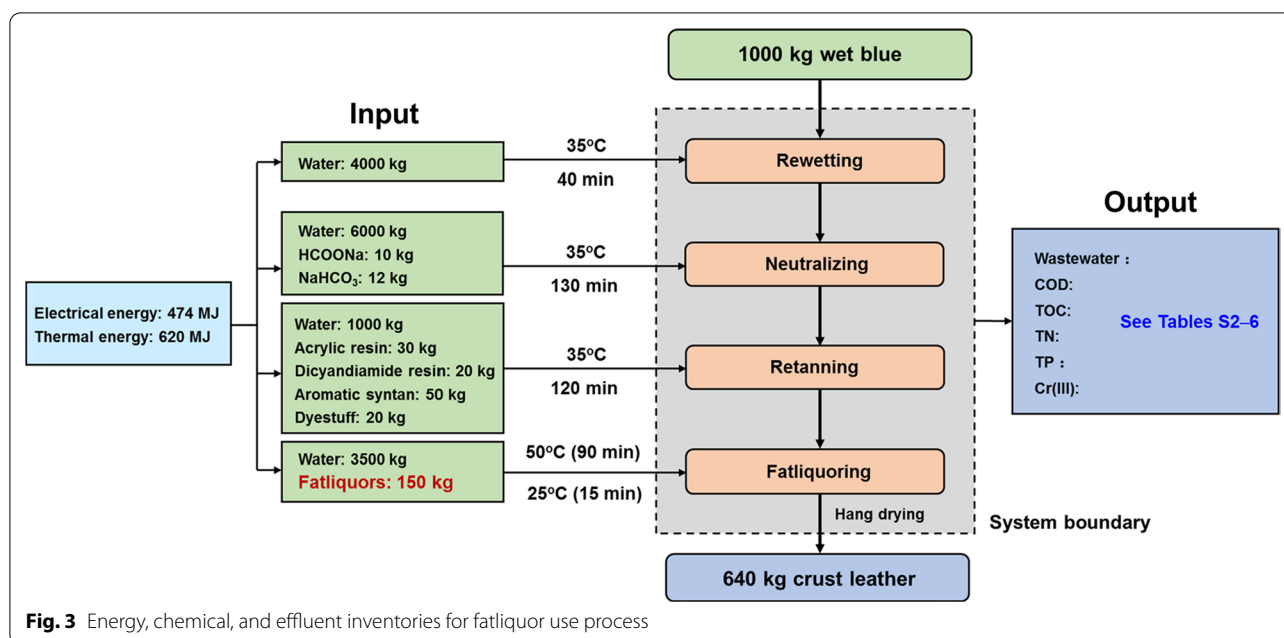 1000 kg wet blue
Input
Water: 4000 kg
35°C
40 min
Rewetting
Water: 6000 kg
HCOONa: 10 kg
NaHCO₃: 12 kg
35°C
130 min
Neutralizing
Electrical energy: 474 MJ
Thermal energy: 620 MJ
Water: 1000 kg
Acrylic resin: 30 kg
Dicyandiamide resin: 20 kg
Aromatic syntan: 50 kg
Dyestuff: 20 kg
35°C
120 min
Retanning
Water: 3500 kg
Fatliquors: 150 kg
50°C (90 min)
25°C (15 min)
Fatliquoring
Hang drying
System boundary
640 kg crust leather
Output
Wastewater :
COD:
TOC:
TN:
TP :
Cr(III):
See Tables S2–6
Fig. 3 Energy, chemical, and effluent inventories for fatliquor use process